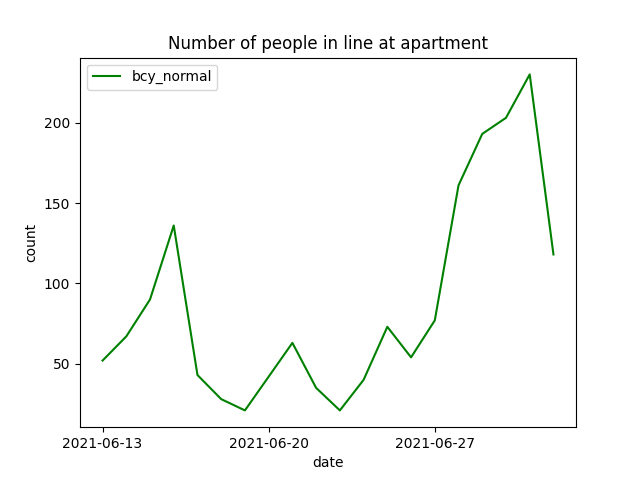 Number of people in line at apartment
bcy_normal
200
150
100
50
count
2021-06-13 2021-06-20 2021-06-27
date